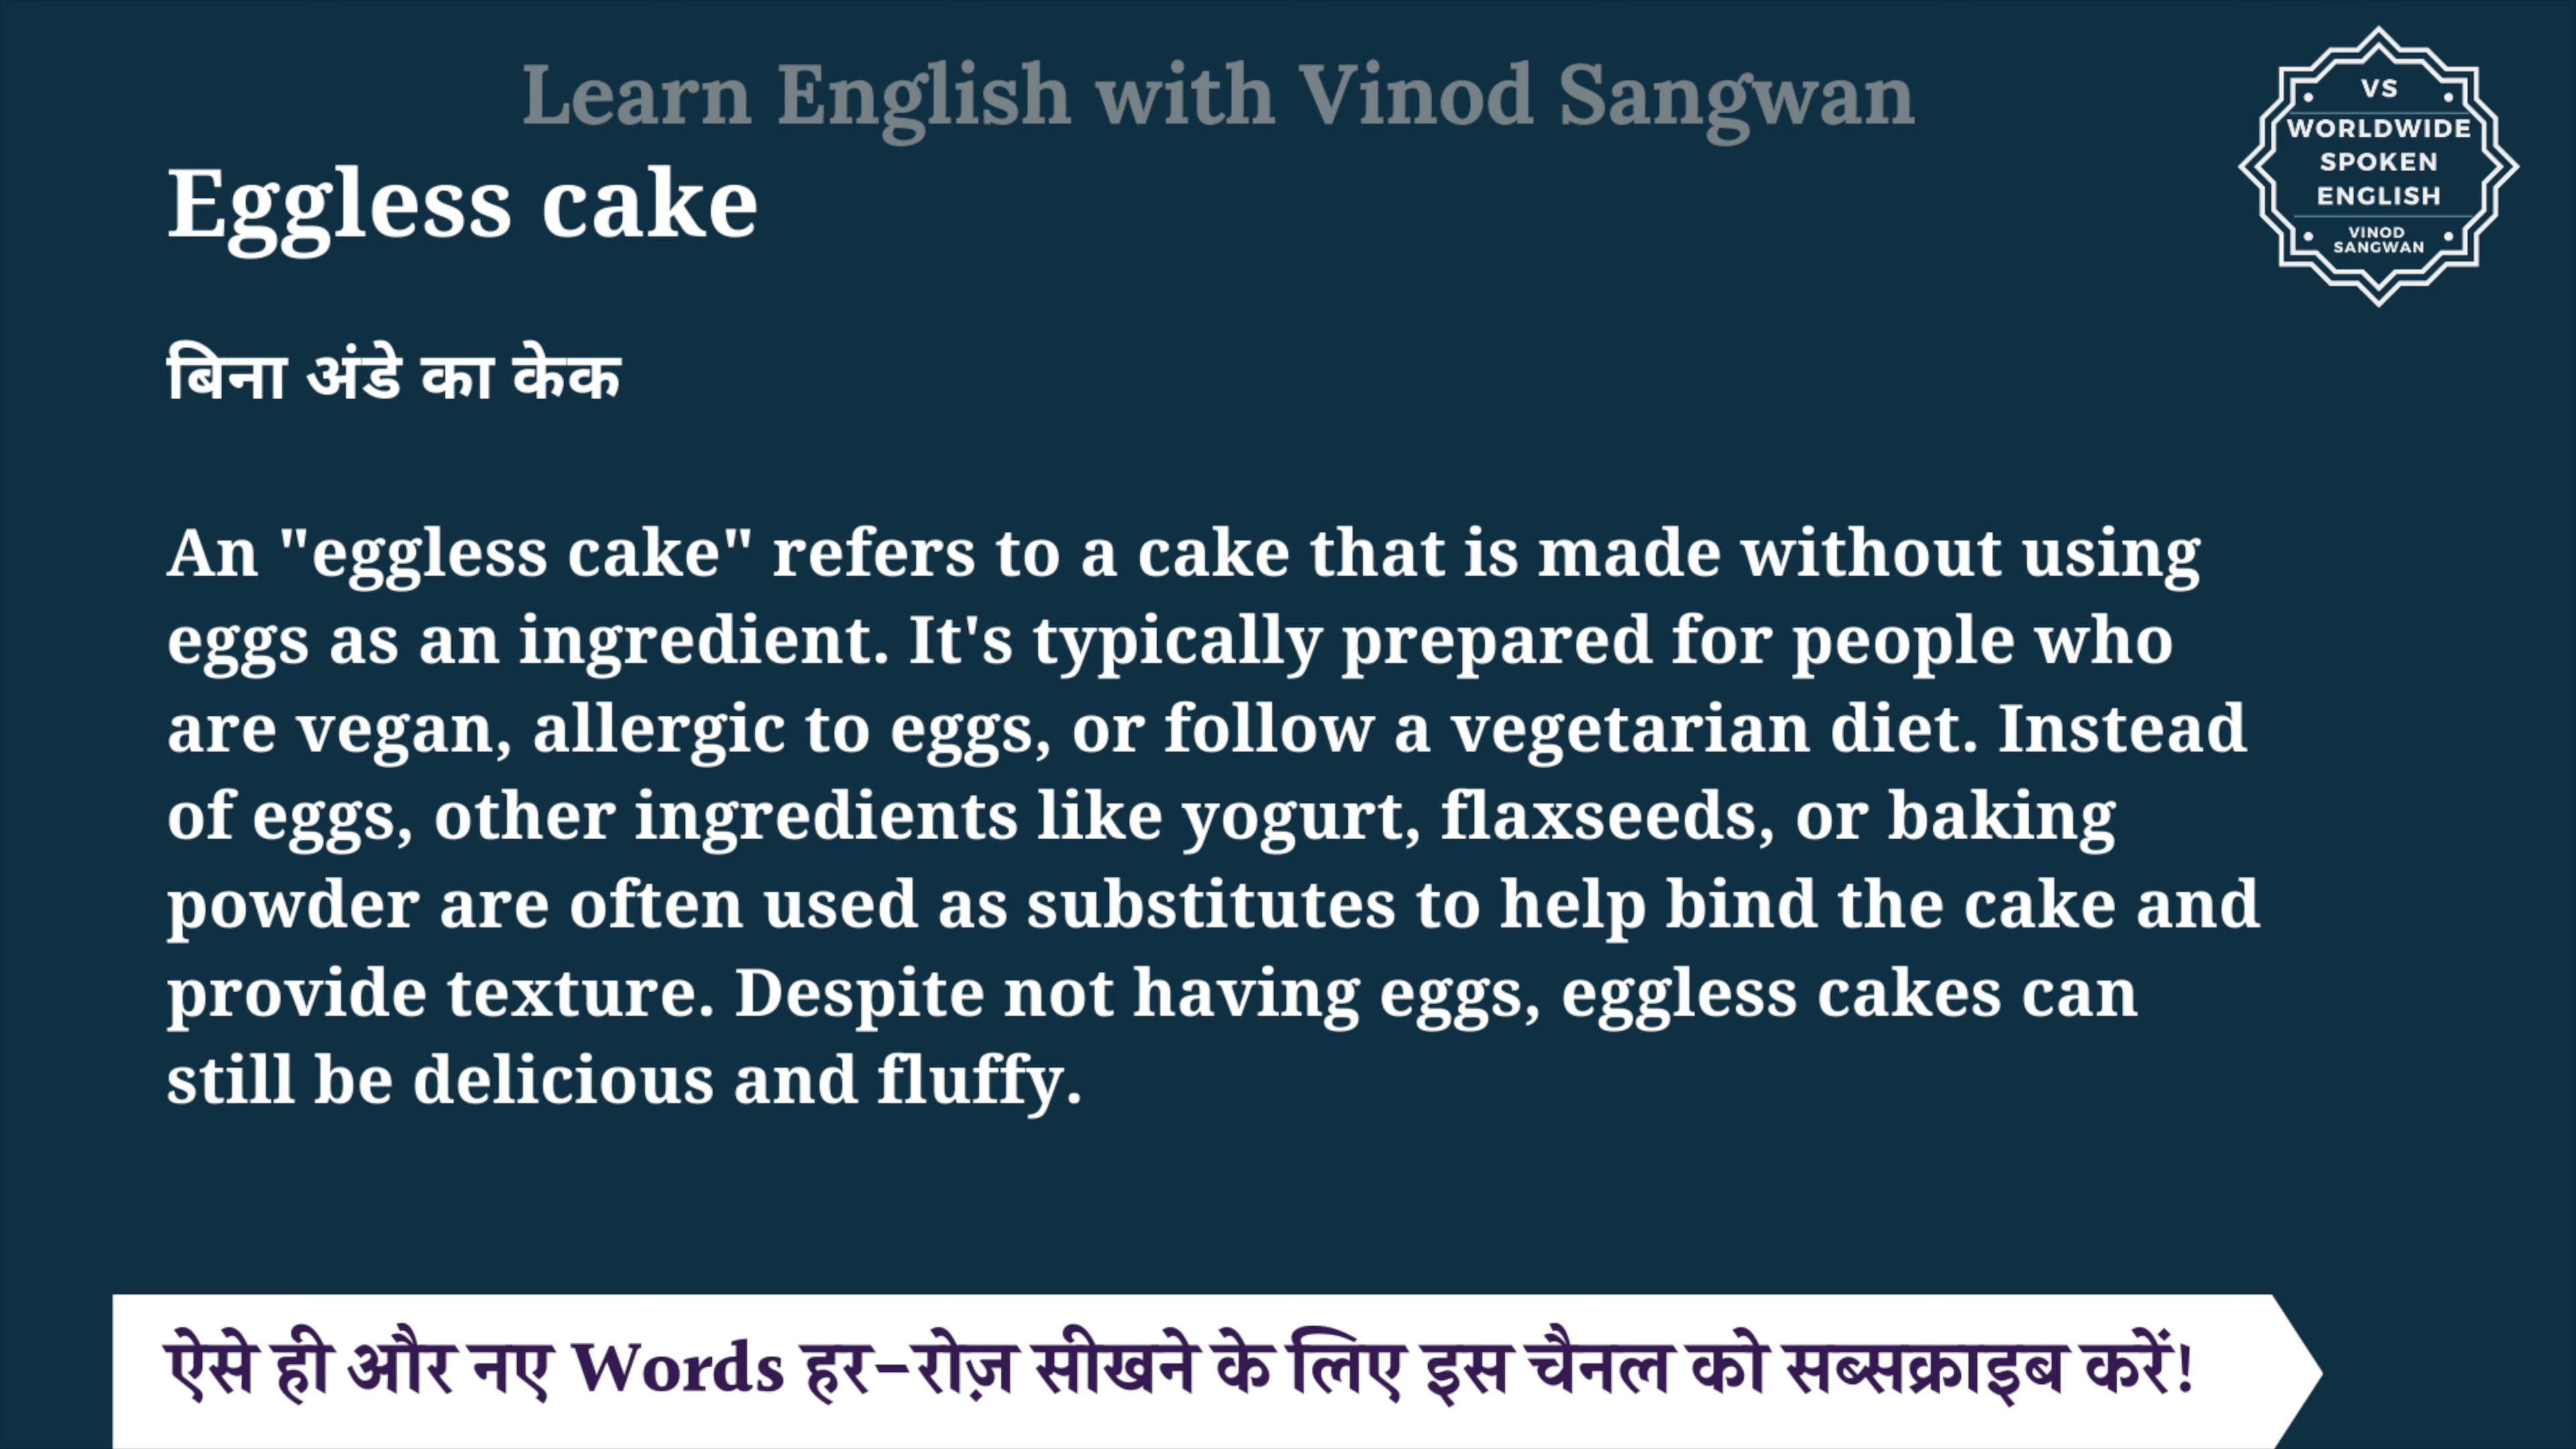 Learn English with Vinod Sangwan
VS
WORLDWIDE
SPOKEN
ENGLISH
VINOD
SANGWAN
Eggless cake
बिना अंडे का केक
An "eggless cake" refers to a cake that is made without using
eggs as an ingredient. It's typically prepared for people who
are vegan, allergic to eggs, or follow a vegetarian diet. Instead
of eggs, other ingredients like yogurt, flaxseeds, or baking
powder are often used as substitutes to help bind the cake and
provide texture. Despite not having eggs, eggless cakes can
still be delicious and fluffy.
ऐसे ही और नए Words हर-रोज़ सीखने के लिए इस चैनल को सब्सक्राइब करें!